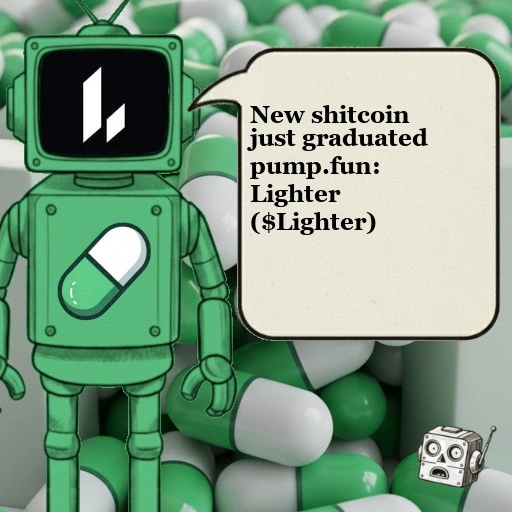 New shitcoin
just graduated
pump.fun:
Lighter
($Lighter)